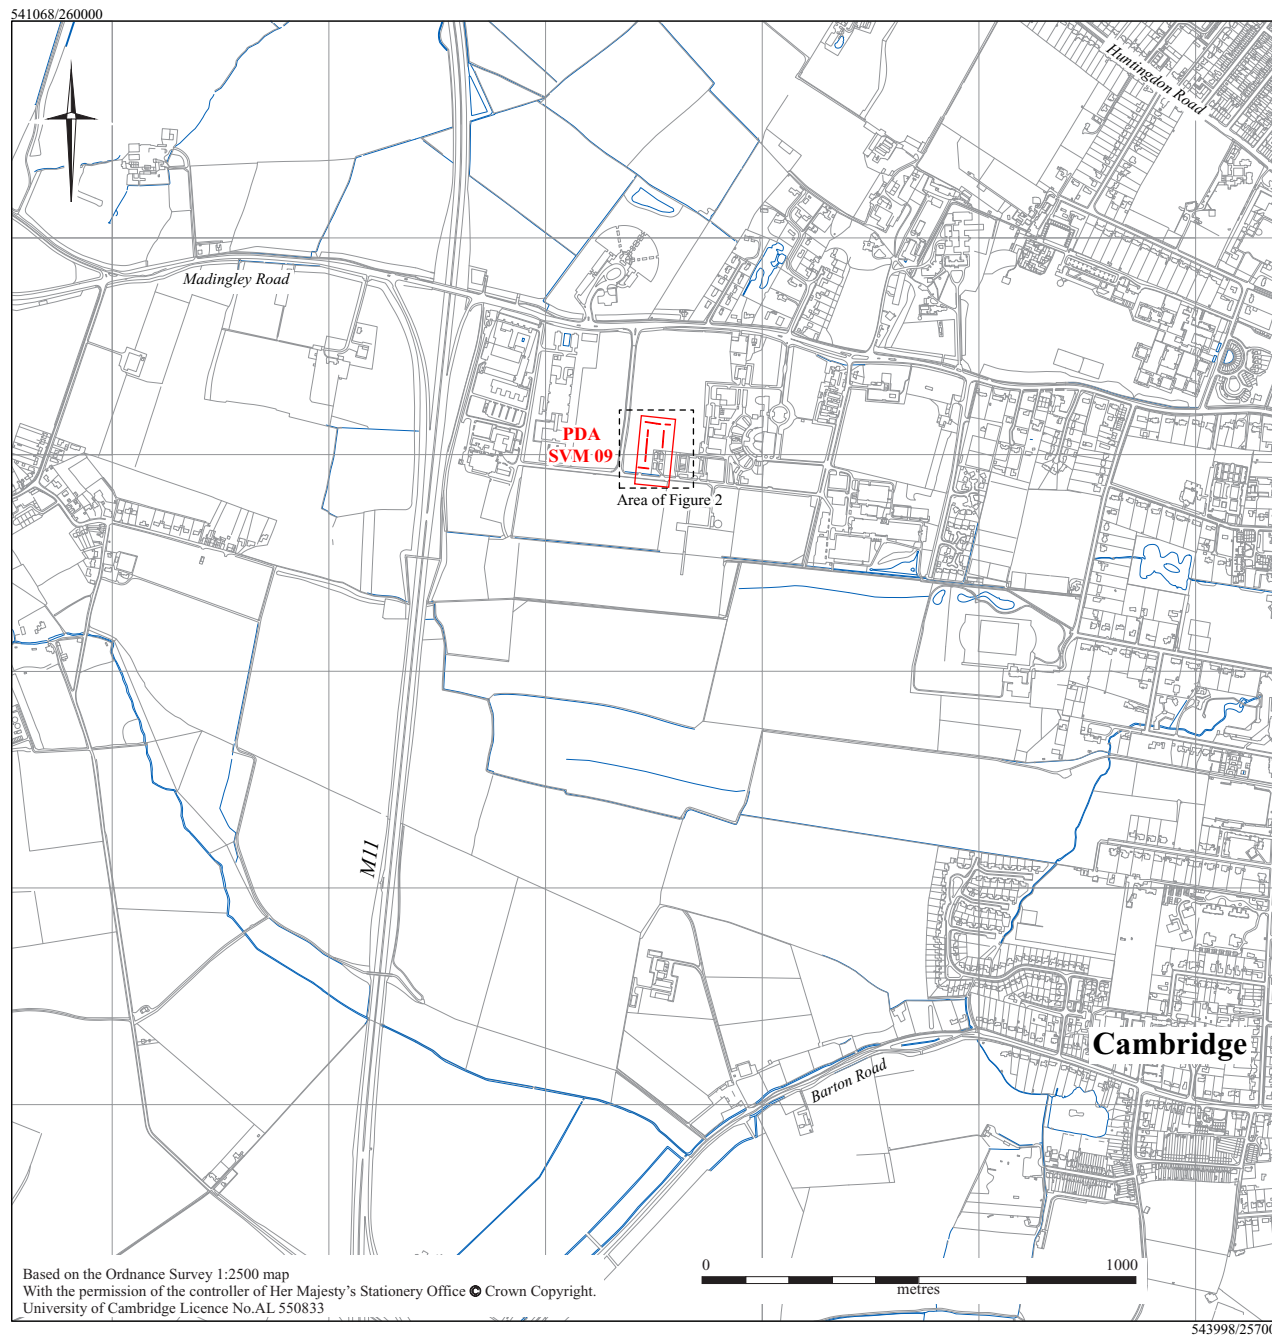 541068/260000
Huntingdon Road
Madingley Road
PDA
SVM 09
Area of Figure 2
M11
Cambridge
Barton Road
0 1000
metres
Based on the Ordnance Survey 1:2500 map
With the permission of the controller of Her Majesty's Stationery Office © Crown Copyright.
University of Cambridge Licence No.AL 550833
543998/25700